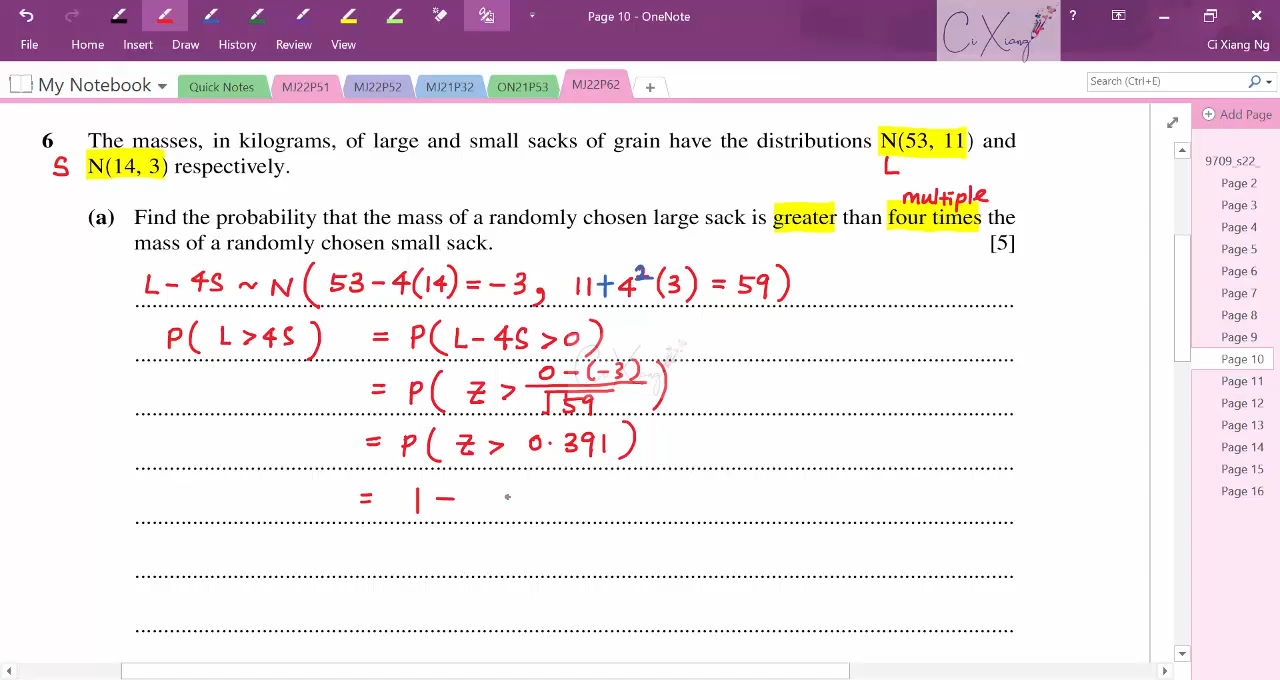 Page 10 - OneNote
Ci Xiang
?
File Home Insert Draw History Review View
Ci Xiang Ng
My Notebook Quick Notes MJ22P51 MJ22P52 MJ21P32 ON21P53 MJ22P62 +
Search (Ctrl+E)
Add Page
9709_s22_
Page 2
Page 3
Page 4
Page 5
Page 6
Page 7
Page 8
Page 9
Page 10
Page 11
Page 12
Page 13
Page 14
Page 15
Page 16
6 The masses, in kilograms, of large and small sacks of grain have the distributions N(53, 11) and
S N(14, 3) respectively.
L
multiple
(a) Find the probability that the mass of a randomly chosen large sack is greater than four times the
mass of a randomly chosen small sack. [5]
L - 4S ~ N( 53 - 4(14) = -3, 11 + 4²(3) = 59)
P( L > 4S ) = P( L - 4S > 0 )
Ci Xiang
= P( Z > (0 - (-3))/√59 )
= P( Z > 0.391 )
= 1 -